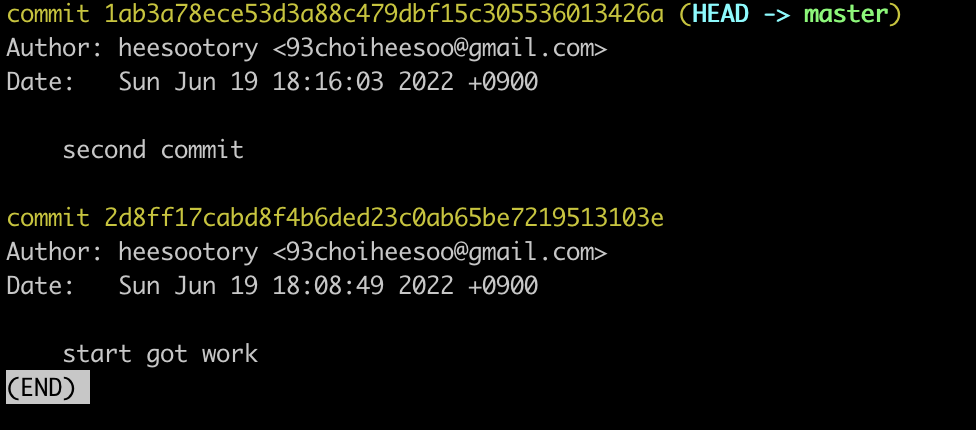 commit 1ab3a78ece53d3a88c479dbf15c305536013426a (HEAD -> master)
Author: heesootory <93choiheesoo@gmail.com>
Date:   Sun Jun 19 18:16:03 2022 +0900
second commit
commit 2d8ff17cabd8f4b6ded23c0ab65be7219513103e
Author: heesootory <93choiheesoo@gmail.com>
Date:   Sun Jun 19 18:08:49 2022 +0900
start got work
(END)